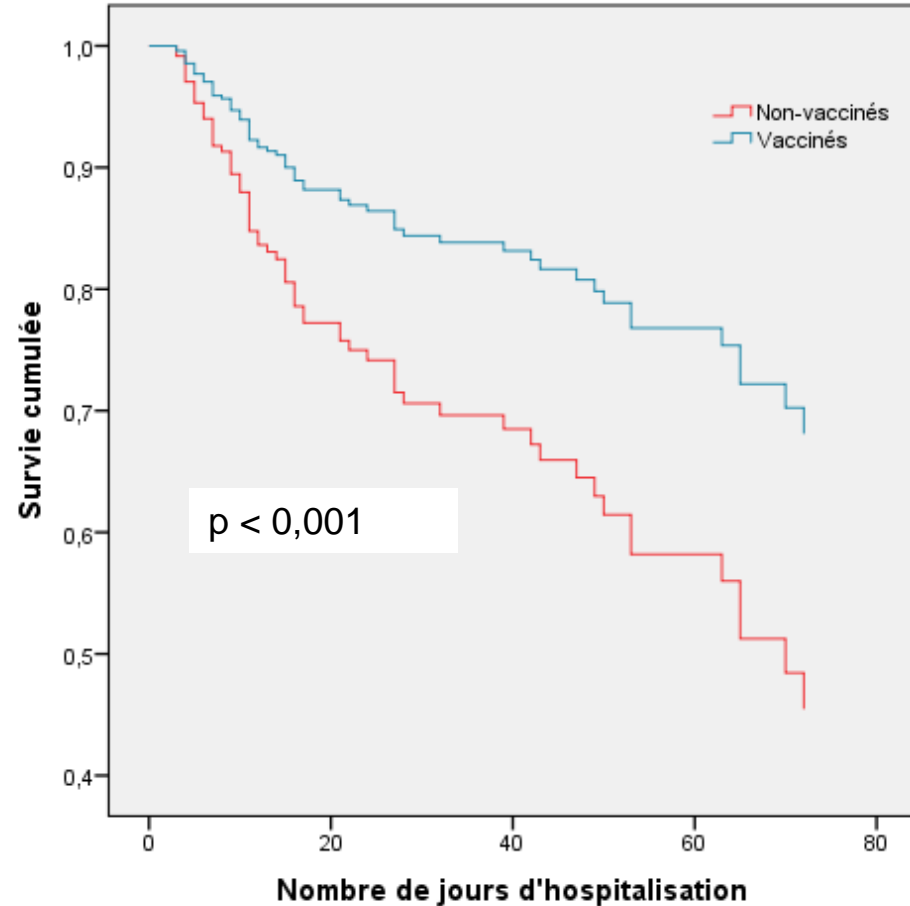 Survie cumulée
1,0
0,9
0,8
0,7
0,6
0,5
0,4
Non-vaccinés
Vaccinés
p < 0,001
0
20
40
60
80
Nombre de jours d'hospitalisation